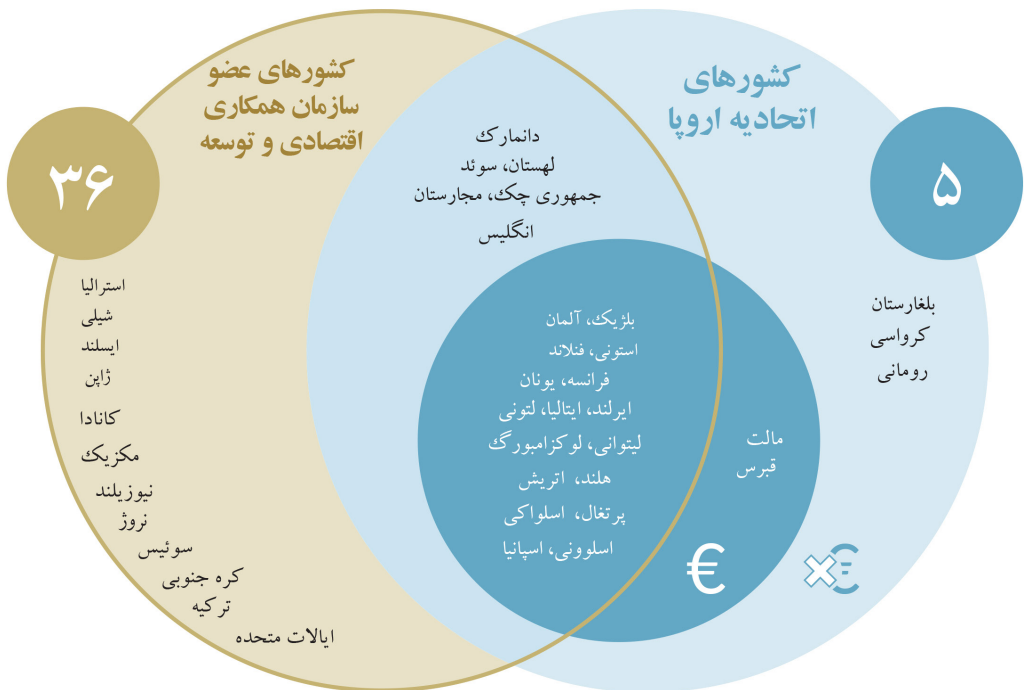 کشورهای عضو
سازمان همکاری
اقتصادی و توسعه
۳۶
کشورهای
اتحادیه اروپا
۵
دانمارک
لهستان، سوئد
جمهوری چک، مجارستان
انگلیس
بلژیک، آلمان
استونی، فنلاند
فرانسه، یونان
ایرلند، ایتالیا، لتونی
لیتوانی، لوکزامبورگ
هلند، اتریش
پرتغال، اسلواکی
اسلوونی، اسپانیا
بلغارستان
کرواسی
رومانی
مالت
قبرس
€
€
استرالیا
شیلی
ایسلند
ژاپن
کانادا
مکزیک
نیوزیلند
نروژ
سوئیس
کره جنوبی
ترکیه
ایالات متحده